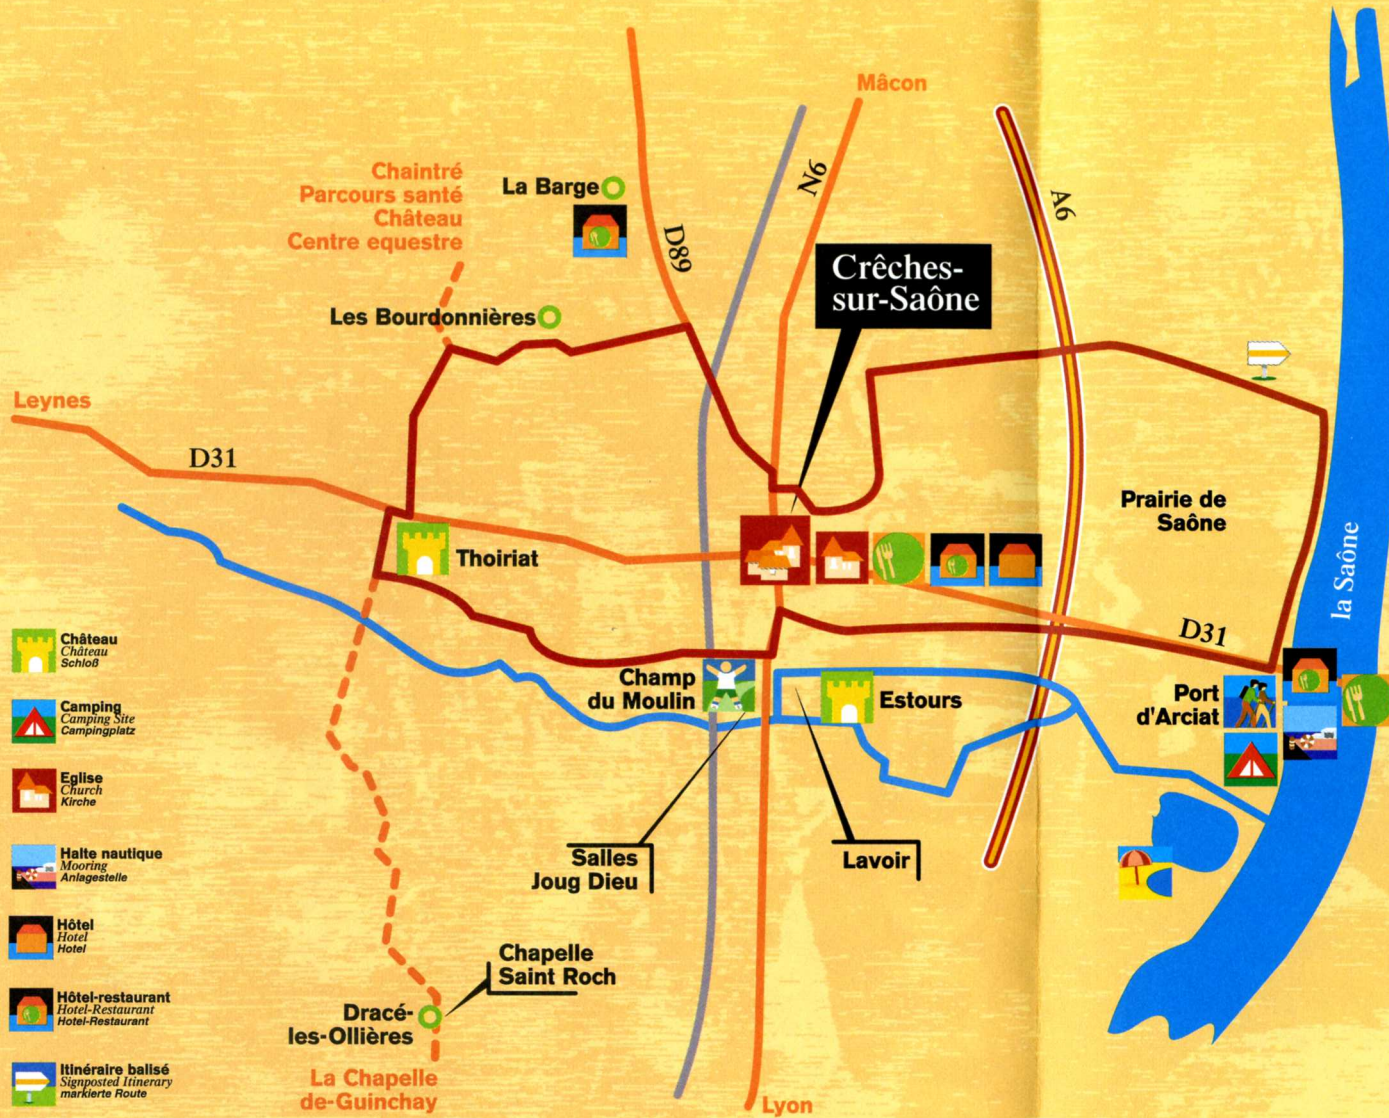 Mâcon
N6
A6
Chaintré
Parcours santé
Château
Centre equestre
La Barge
D89
Crêches-
sur-Saône
Les Bourdonnières
Leynes
D31
Prairie de
Saône
la Saône
Thoiriat
D31
Champ
du Moulin
Estours
Port
d'Arciat
Salles
Joug Dieu
Lavoir
Chapelle
Saint Roch
Dracé-
les-Ollières
La Chapelle
de-Guinchay
Lyon
Château
Château
Schloß
Camping
Camping Site
Campingplatz
Eglise
Church
Kirche
Halte nautique
Mooring
Anlagestelle
Hôtel
Hotel
Hotel
Hôtel-restaurant
Hotel-Restaurant
Hotel-Restaurant
Itinéraire balisé
Signposted Itinerary
markierte Route